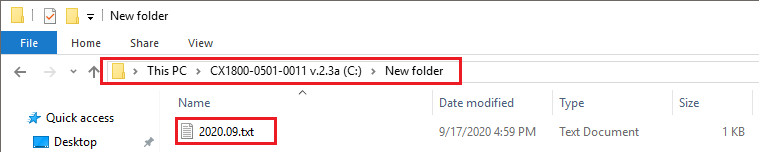 New folder
File Home Share View
This PC CX1800-0501-0011 v.2.3a (C:) New folder
Name Date modified Type Size
Quick access
2020.09.txt 9/17/2020 4:59 PM Text Document 1 KB
Desktop